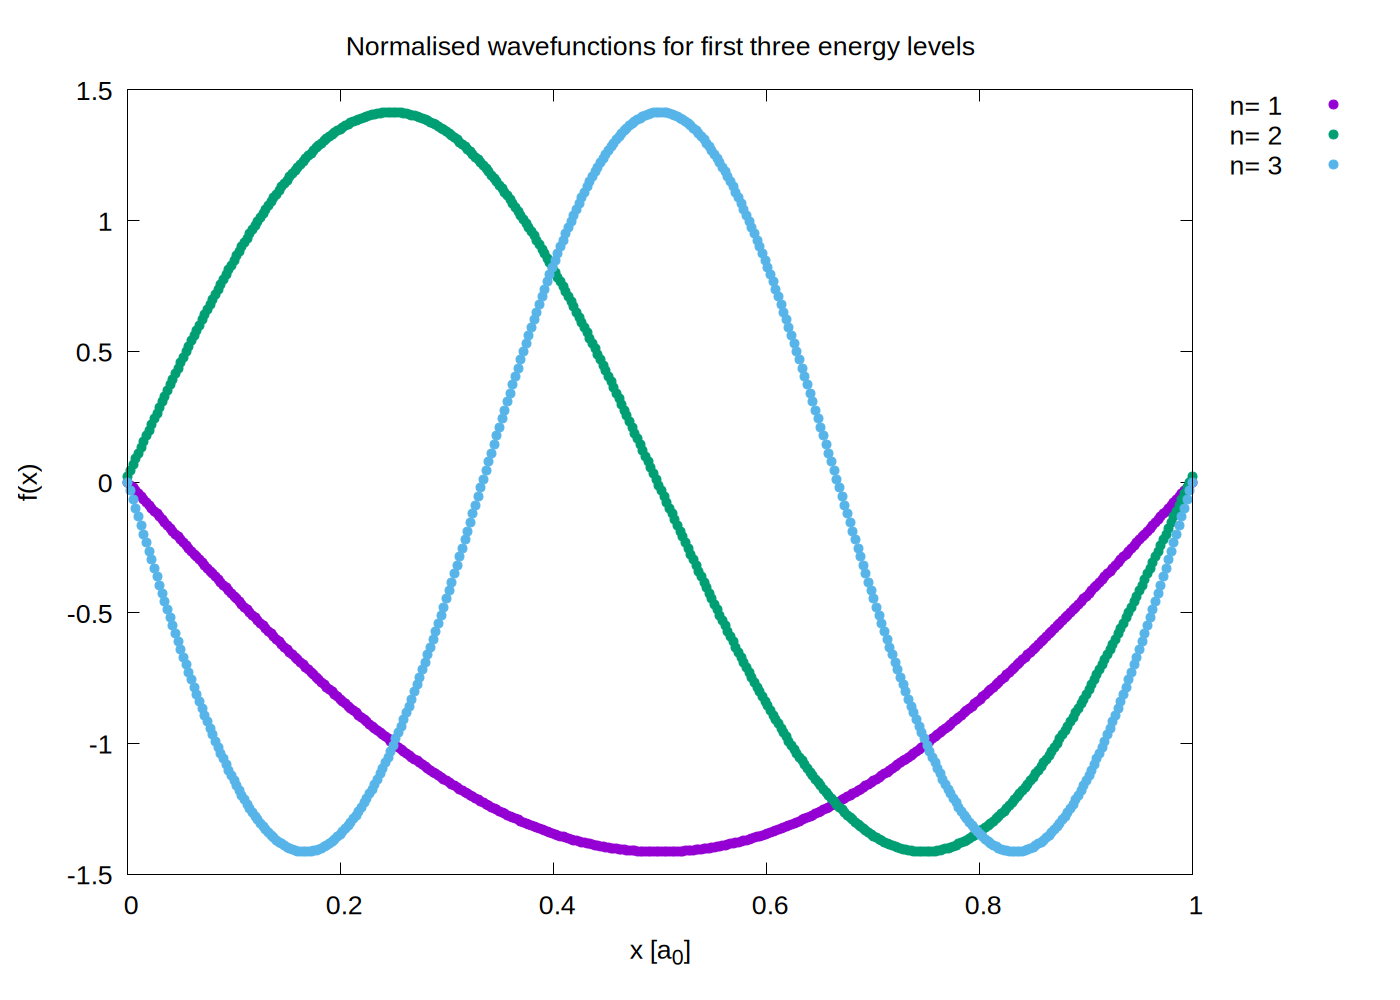 Normalised wavefunctions for first three energy levels
n= 1
n= 2
n= 3
1.5
1
0.5
0
-0.5
-1
-1.5
f(x)
0 0.2 0.4 0.6 0.8 1
x [a₀]